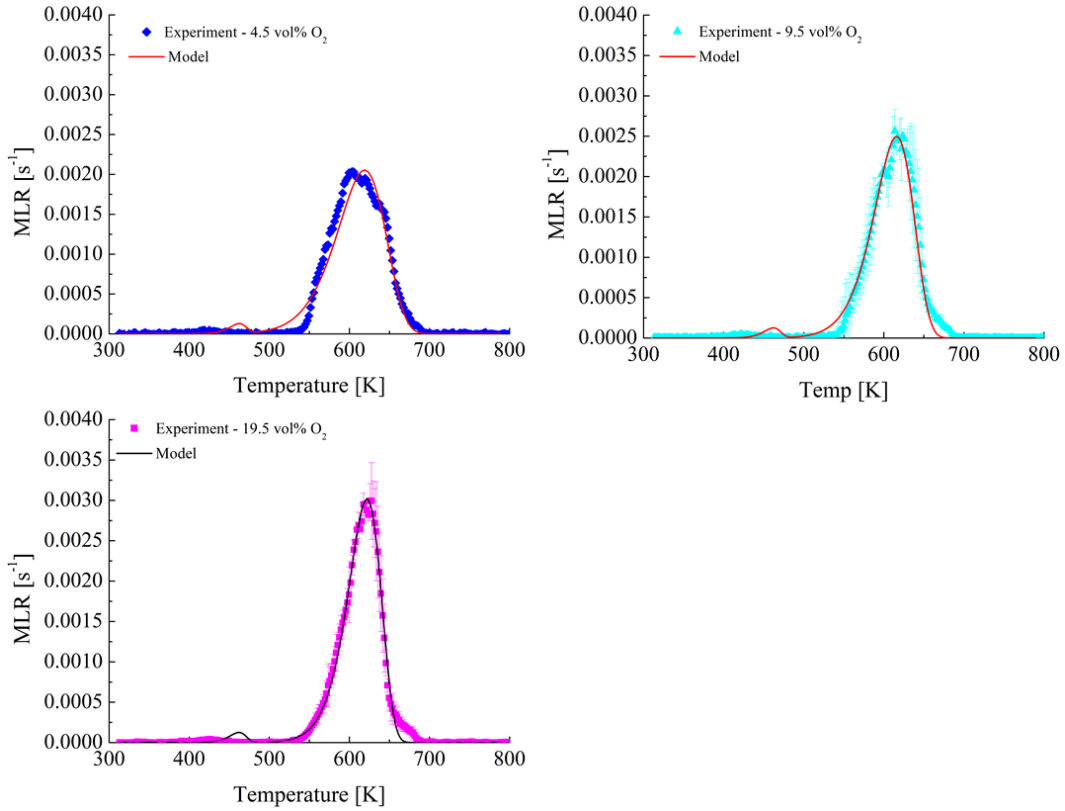 0.0040
0.0035
0.0030
0.0025
0.0020
0.0015
0.0010
0.0005
0.0000
MLR [s⁻¹]
Experiment - 4.5 vol% O₂
Model
300 400 500 600 700 800
Temperature [K]
0.0040
0.0035
0.0030
0.0025
0.0020
0.0015
0.0010
0.0005
0.0000
MLR [s⁻¹]
Experiment - 9.5 vol% O₂
Model
300 400 500 600 700 800
Temp [K]
0.0040
0.0035
0.0030
0.0025
0.0020
0.0015
0.0010
0.0005
0.0000
MLR [s⁻¹]
Experiment - 19.5 vol% O₂
Model
300 400 500 600 700 800
Temperature [K]